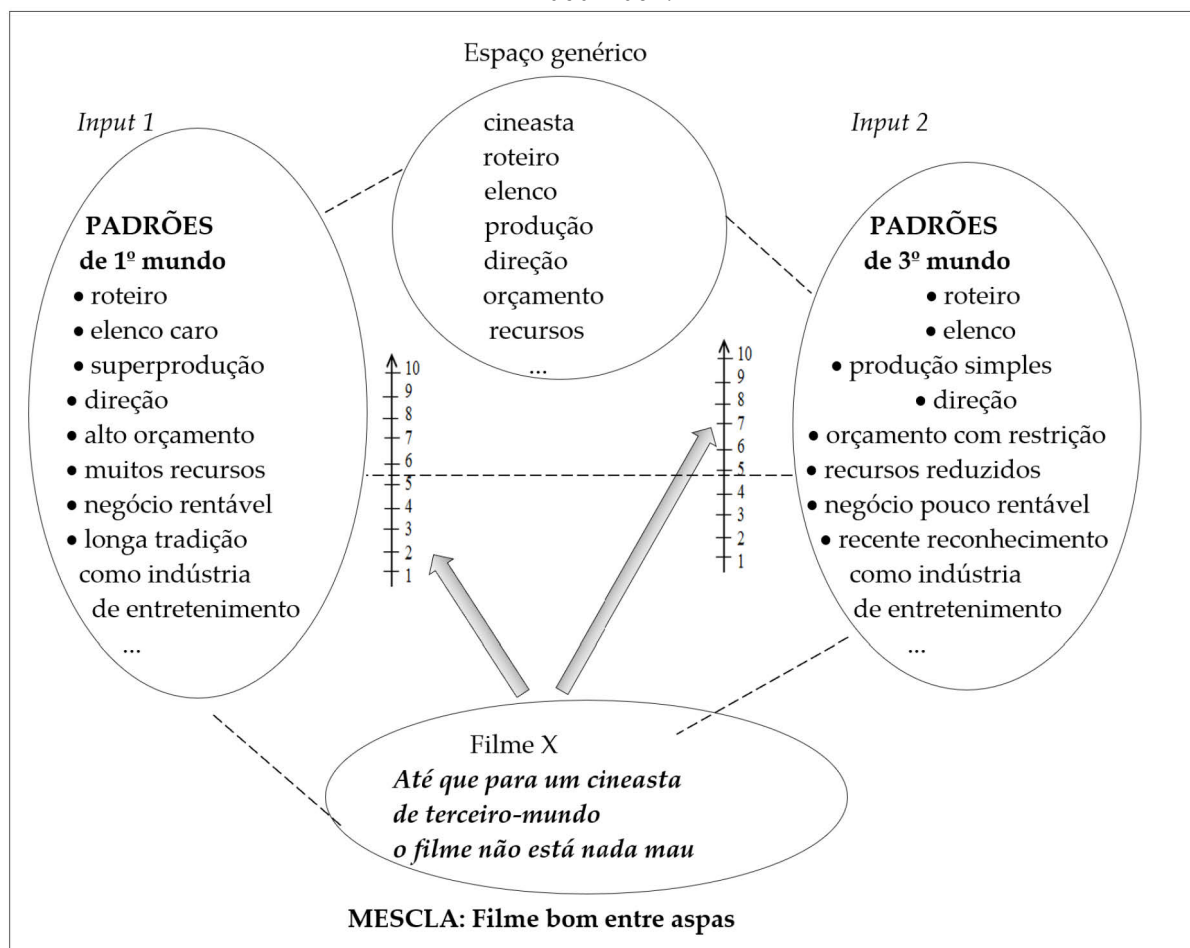 Espaço genérico
cineasta
roteiro
elenco
produção
direção
orçamento
recursos
...
Input 1
PADRÕES
de 1º mundo
• roteiro
• elenco caro
• superprodução
• direção
• alto orçamento
• muitos recursos
• negócio rentável
• longa tradição
como indústria
de entretenimento
...
10
9
8
7
6
5
4
3
2
1
10
9
8
7
6
5
4
3
2
1
Input 2
PADRÕES
de 3º mundo
• roteiro
• elenco
• produção simples
• direção
• orçamento com restrição
• recursos reduzidos
• negócio pouco rentável
• recente reconhecimento
como indústria
de entretenimento
...
Filme X
Até que para um cineasta
de terceiro-mundo
o filme não está nada mau
MESCLA: Filme bom entre aspas